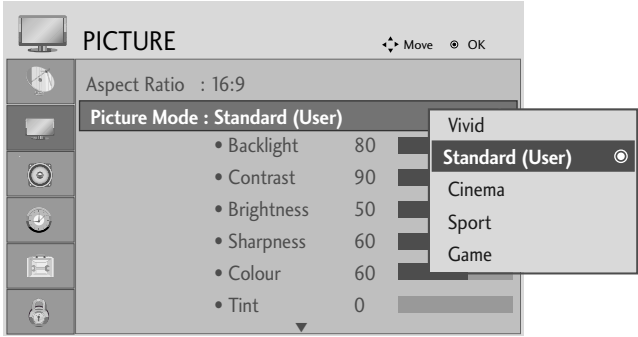 PICTURE
Move OK
Aspect Ratio : 16:9
Picture Mode : Standard (User)
• Backlight 80
• Contrast 90
• Brightness 50
• Sharpness 60
• Colour 60
• Tint 0
Vivid
Standard (User)
Cinema
Sport
Game